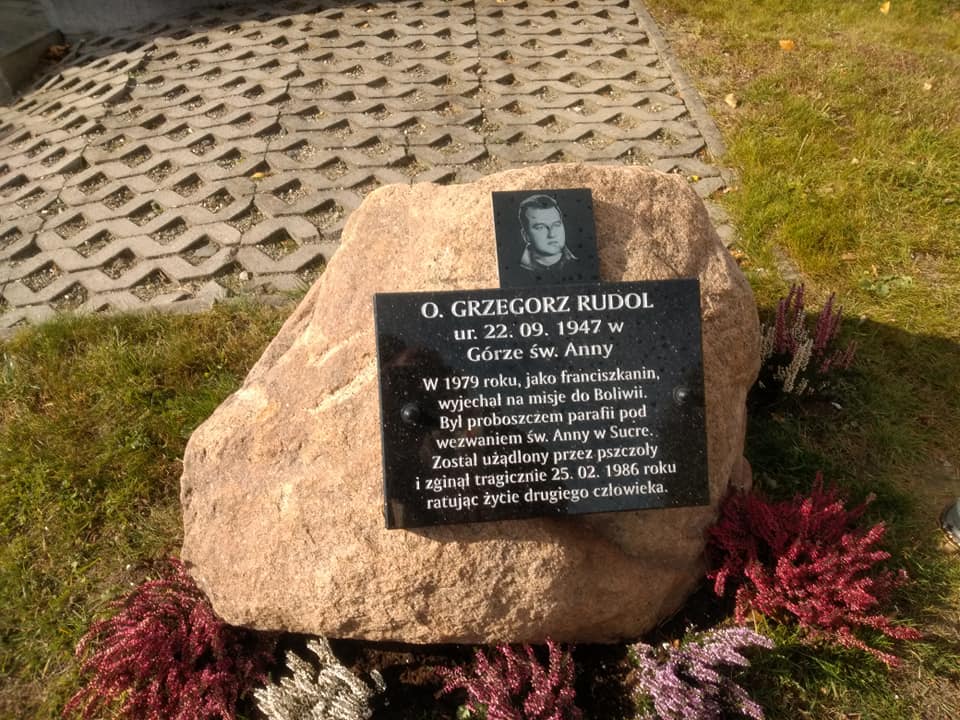 O. GRZEGORZ RUDOL
ur. 22. 09. 1947 w
Górze św. Anny
W 1979 roku, jako franciszkanin,
wyjechał na misje do Boliwii.
Był proboszczem parafii pod
wezwaniem św. Anny w Sucre.
Został użądlony przez pszczoły
i zginął tragicznie 25. 02. 1986 roku
ratując życie drugiego człowieka.